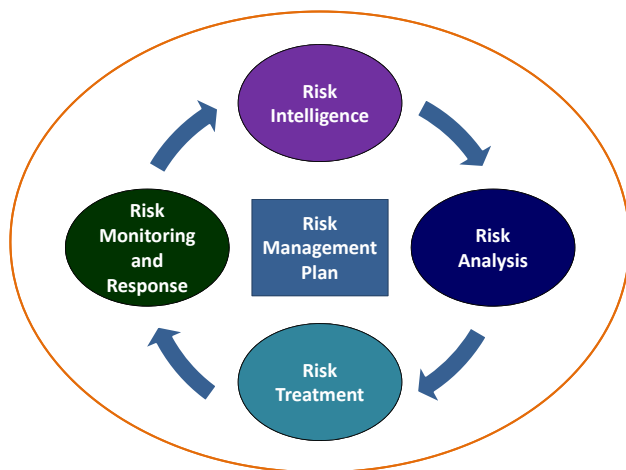 Risk
Intelligence
Risk
Monitoring
and
Response
Risk
Management
Plan
Risk
Analysis
Risk
Treatment